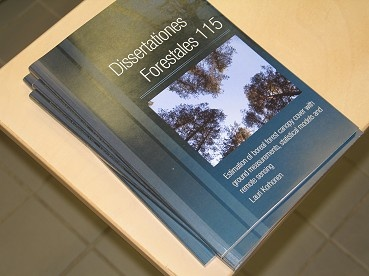 Dissertationes
Forestales 115
Estimation of boreal forest canopy cover with
ground measurements, statistical models and
remote sensing
Lauri Korhonen